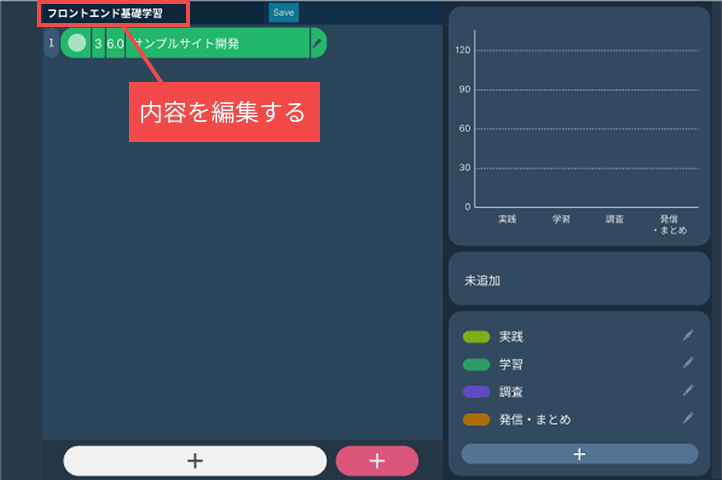 フロントエンド基礎学習
Save
1 3 6.0 サンプルサイト開発
内容を編集する
120
90
60
30
0
実践 学習 調査 発信
・まとめ
未追加
実践
学習
調査
発信・まとめ
+
+ +